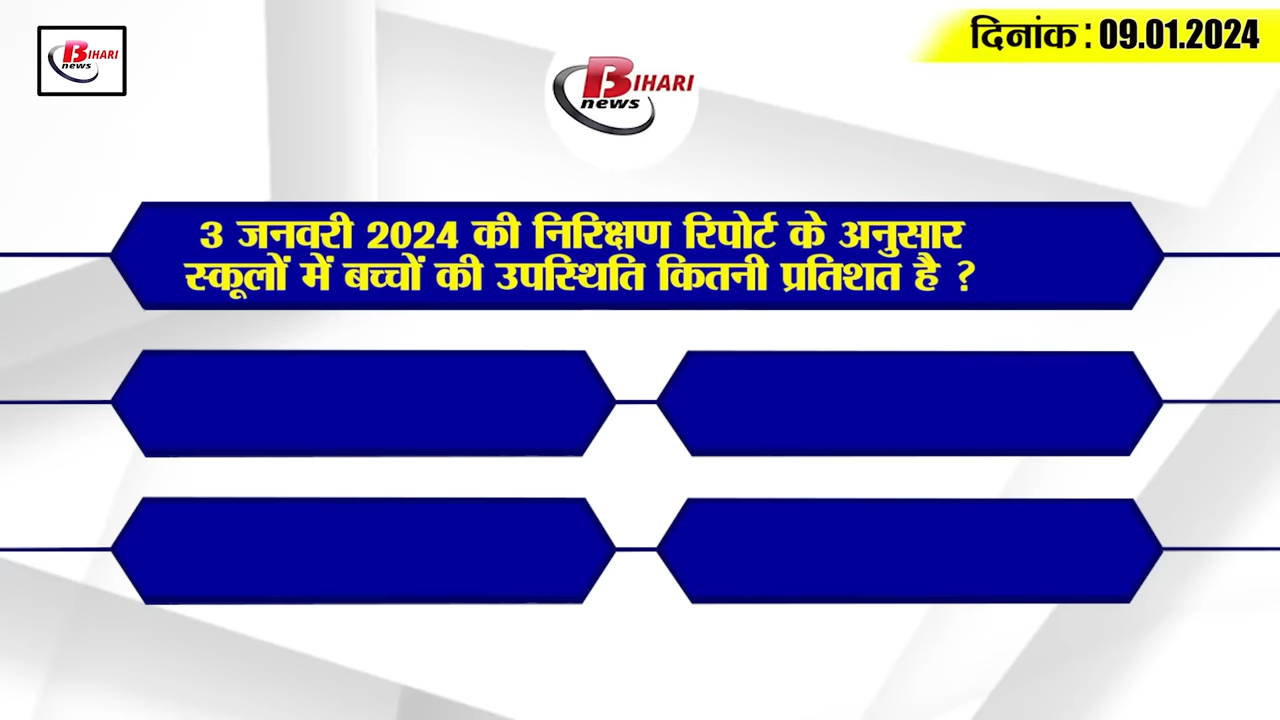 BIHARI
news
दिनांक : 09.01.2024
BIHARI
news
3 जनवरी 2024 की निरिक्षण रिपोर्ट के अनुसार
स्कूलों में बच्चों की उपस्थिति कितनी प्रतिशत है ?